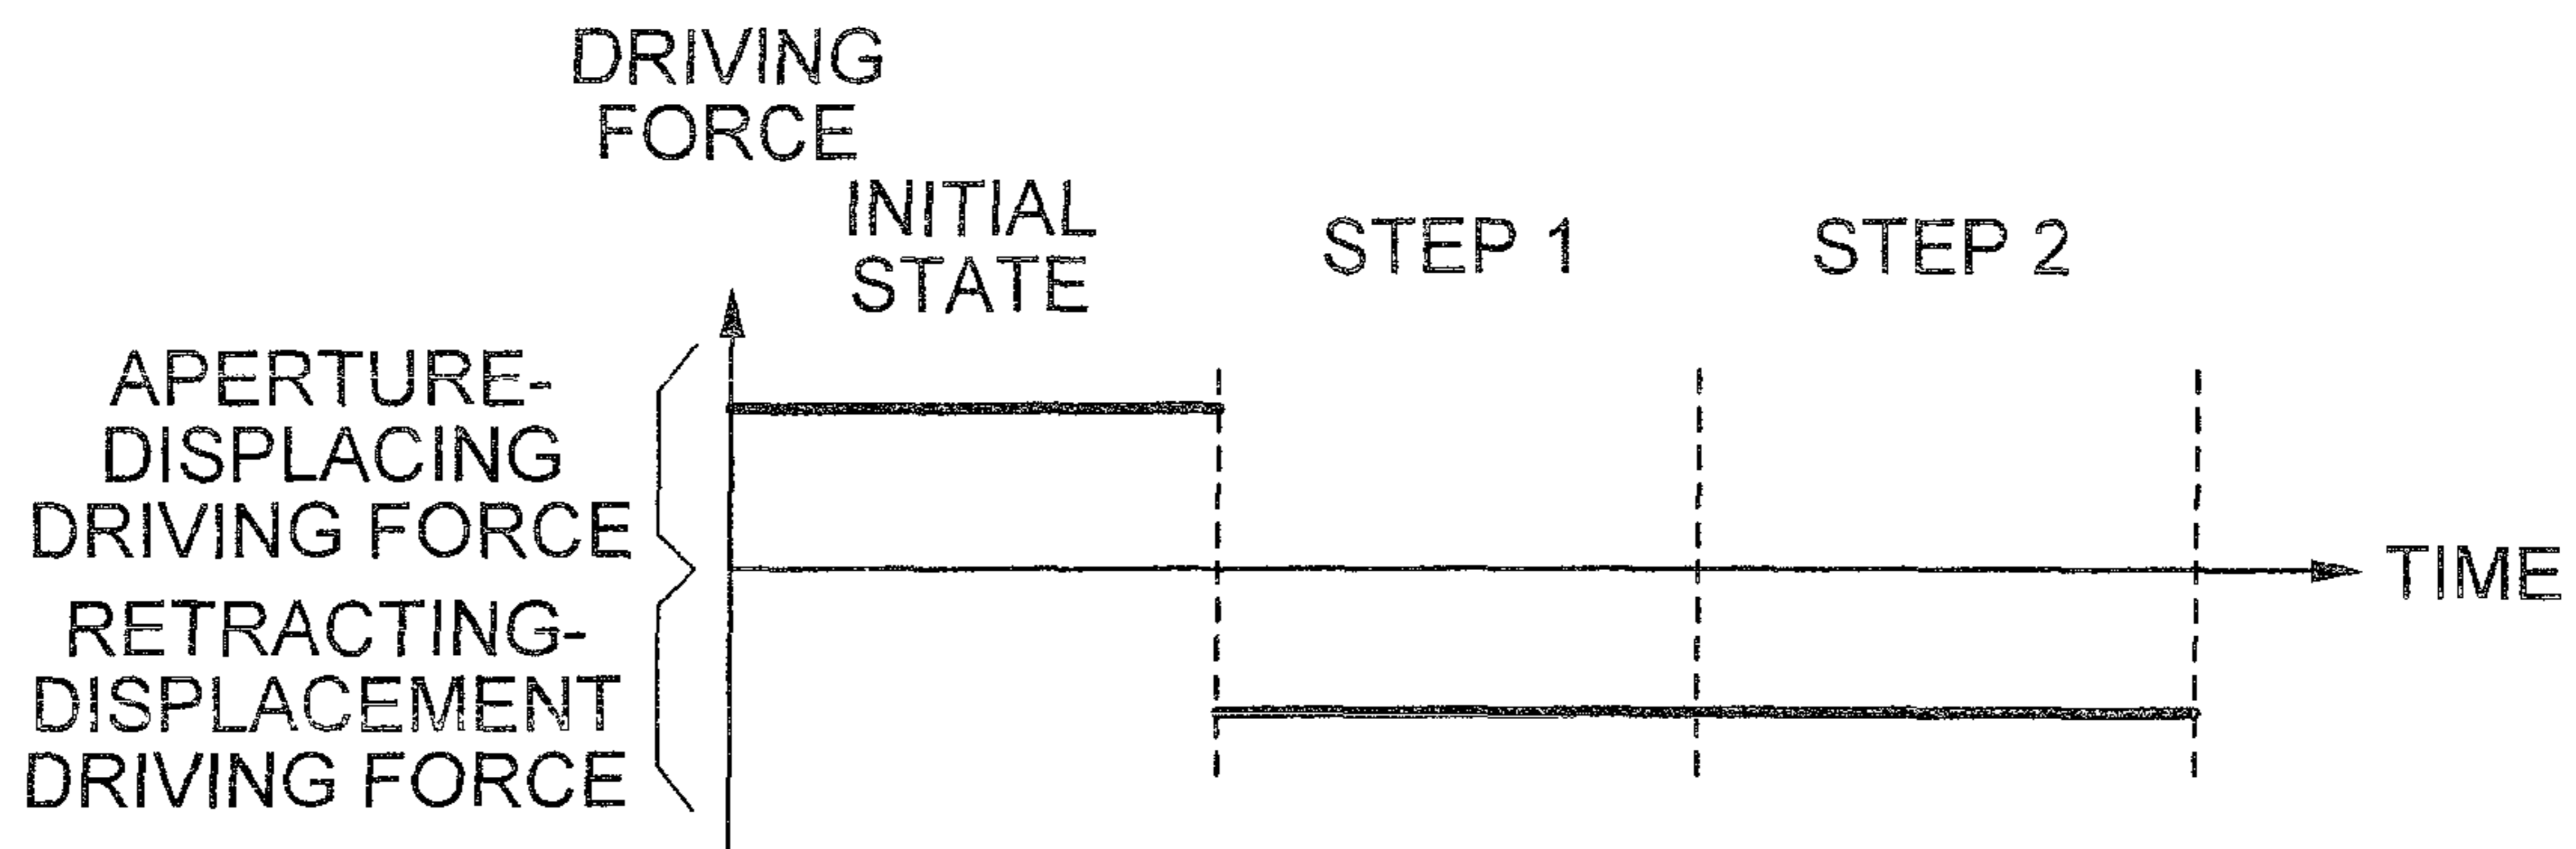 DRIVING
FORCE
INITIAL
STATE
STEP 1
STEP 2
APERTURE-
DISPLACING
DRIVING FORCE
TIME
RETRACTING-
DISPLACEMENT
DRIVING FORCE